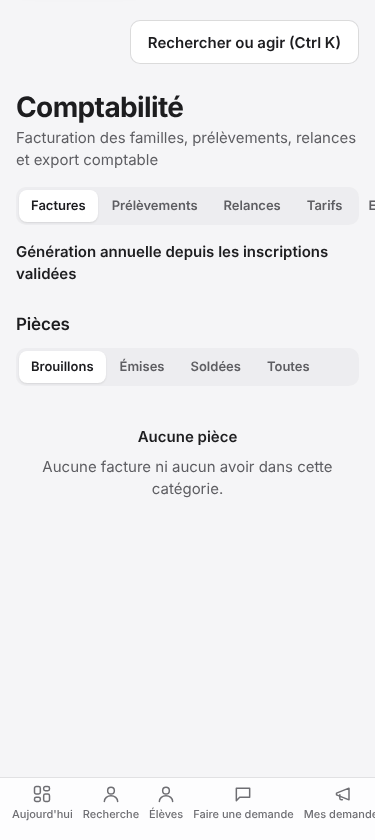 Rechercher ou agir (Ctrl K)
Comptabilité
Facturation des familles, prélèvements, relances
et export comptable
Factures Prélèvements Relances Tarifs
Génération annuelle depuis les inscriptions
validées
Pièces
Brouillons Émises Soldées Toutes
Aucune pièce
Aucune facture ni aucun avoir dans cette
catégorie.
Aujourd'hui Recherche Élèves Faire une demande Mes demande